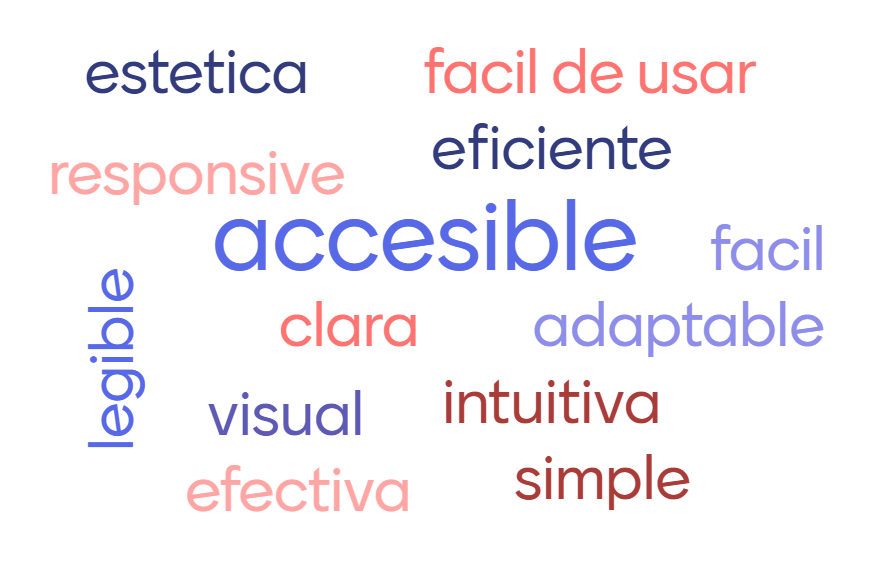 estetica
facil de usar
eficiente
responsive
accesible
facil
legible
clara
adaptable
visual
intuitiva
efectiva
simple